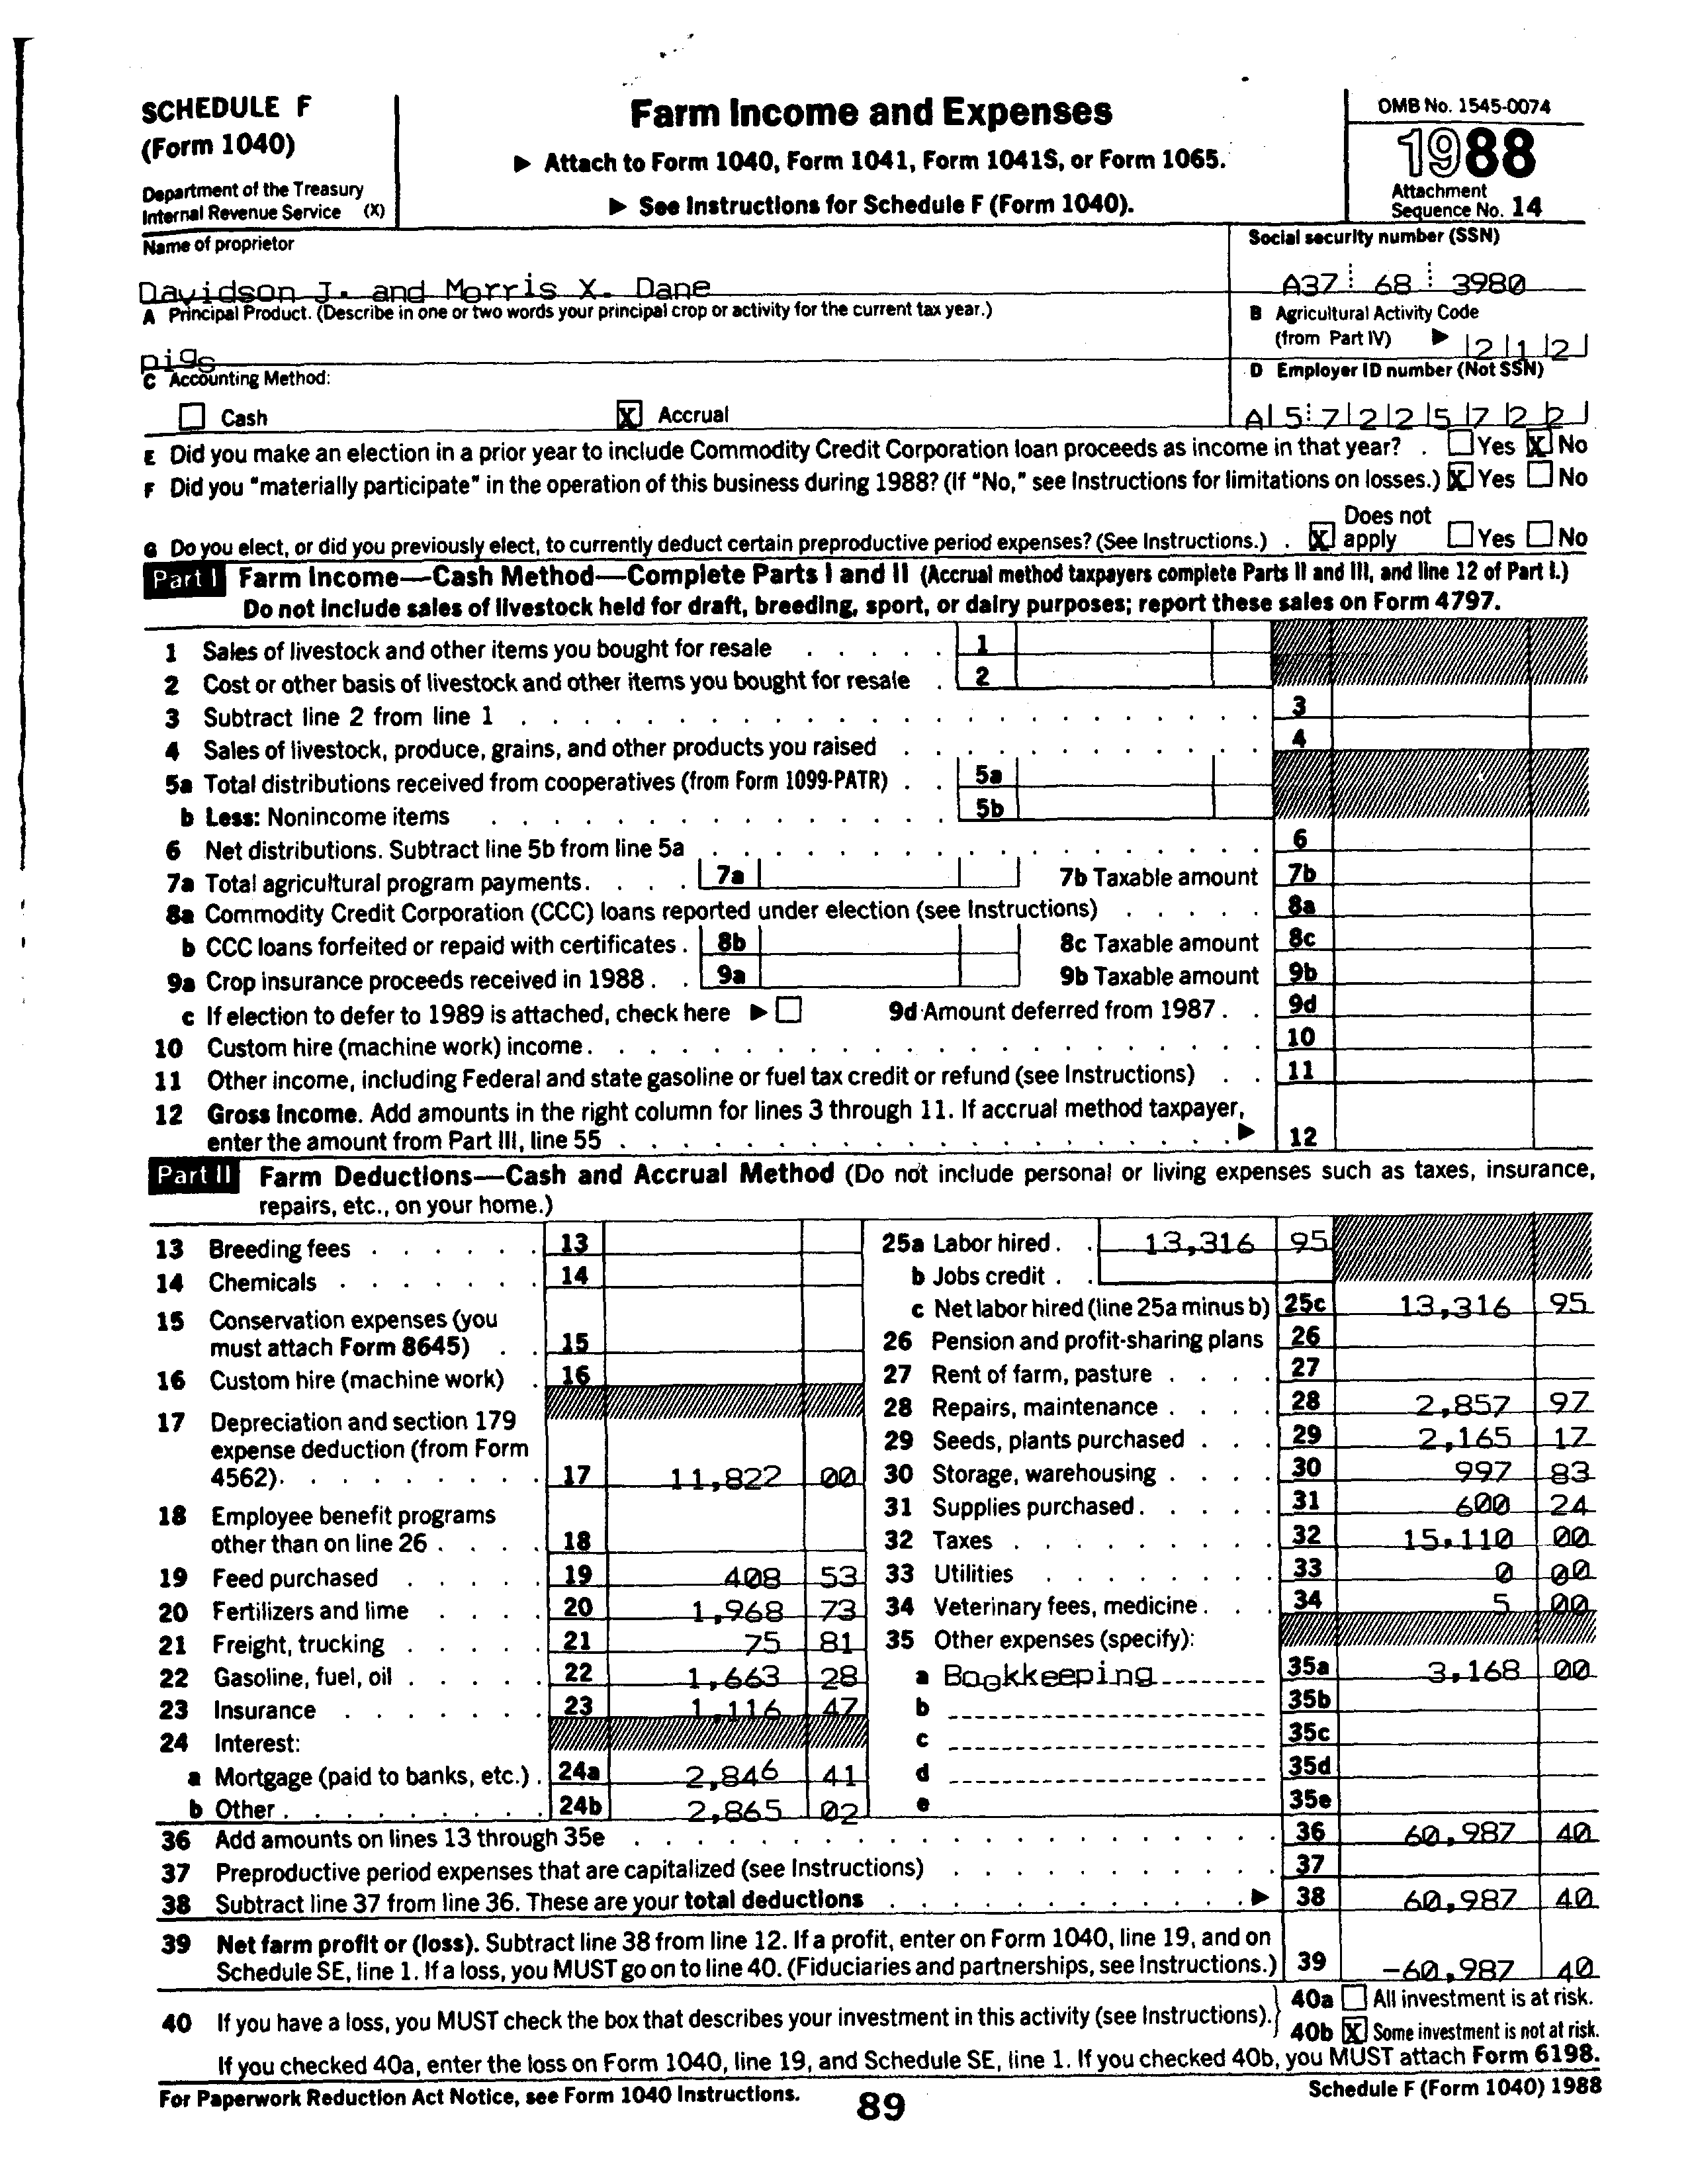 SCHEDULE F
(Form 1040)
Department of the Treasury
Internal Revenue Service (X)
Farm Income and Expenses
▶ Attach to Form 1040, Form 1041, Form 1041S, or Form 1065.
▶ See Instructions for Schedule F (Form 1040).
OMB No. 1545-0074
1988
Attachment
Sequence No. 14
Name of proprietor
Davidson J. and Morris X. Dane
Social security number (SSN)
A37 68 3980
A Principal Product. (Describe in one or two words your principal crop or activity for the current tax year.)
pigs
B Agricultural Activity Code
(from Part IV) ▶ 2 1 2
C Accounting Method:
D Employer ID number (Not SSN)
Cash X Accrual
A 5 7 2 2 5 7 2 2
E Did you make an election in a prior year to include Commodity Credit Corporation loan proceeds as income in that year? . Yes X No
F Did you "materially participate" in the operation of this business during 1988? (If "No," see Instructions for limitations on losses.) X Yes No
G Do you elect, or did you previously elect, to currently deduct certain preproductive period expenses? (See Instructions.) . X Does not apply Yes No
Part I Farm Income—Cash Method—Complete Parts I and II (Accrual method taxpayers complete Parts II and III, and line 12 of Part I.)
Do not include sales of livestock held for draft, breeding, sport, or dairy purposes; report these sales on Form 4797.
1 Sales of livestock and other items you bought for resale 1
2 Cost or other basis of livestock and other items you bought for resale 2
3 Subtract line 2 from line 1 3
4 Sales of livestock, produce, grains, and other products you raised 4
5a Total distributions received from cooperatives (from Form 1099-PATR) 5a
b Less: Nonincome items 5b
6 Net distributions. Subtract line 5b from line 5a 6
7a Total agricultural program payments. 7a 7b Taxable amount 7b
8a Commodity Credit Corporation (CCC) loans reported under election (see Instructions) 8a
b CCC loans forfeited or repaid with certificates. 8b 8c Taxable amount 8c
9a Crop insurance proceeds received in 1988. 9a 9b Taxable amount 9b
c If election to defer to 1989 is attached, check here ▶ 9d Amount deferred from 1987. 9d
10 Custom hire (machine work) income. 10
11 Other income, including Federal and state gasoline or fuel tax credit or refund (see Instructions) 11
12 Gross Income. Add amounts in the right column for lines 3 through 11. If accrual method taxpayer,
enter the amount from Part III, line 55 ▶ 12
Part II Farm Deductions—Cash and Accrual Method (Do not include personal or living expenses such as taxes, insurance,
repairs, etc., on your home.)
13 Breeding fees 13
14 Chemicals 14
15 Conservation expenses (you
must attach Form 8645) 15
16 Custom hire (machine work) 16
17 Depreciation and section 179
expense deduction (from Form
4562). 17 11,822 00
18 Employee benefit programs
other than on line 26 18
19 Feed purchased 19 408 53
20 Fertilizers and lime 20 1,968 73
21 Freight, trucking 21 75 81
22 Gasoline, fuel, oil 22 1,663 28
23 Insurance 23 1,116 47
24 Interest:
a Mortgage (paid to banks, etc.) 24a 2,846 41
b Other 24b 2,865 02
25a Labor hired. 13,316 95
b Jobs credit
c Net labor hired (line 25a minus b) 25c 13,316 95
26 Pension and profit-sharing plans 26
27 Rent of farm, pasture 27
28 Repairs, maintenance 28 2,857 97
29 Seeds, plants purchased 29 2,165 17
30 Storage, warehousing 30 997 83
31 Supplies purchased 31 600 24
32 Taxes 32 15,110 00
33 Utilities 33 0 00
34 Veterinary fees, medicine 34 5 00
35 Other expenses (specify):
a Bookkeeping 35a 3,168 00
b 35b
c 35c
d 35d
e 35e
36 Add amounts on lines 13 through 35e 36 60,987 40
37 Preproductive period expenses that are capitalized (see Instructions) 37
38 Subtract line 37 from line 36. These are your total deductions ▶ 38 60,987 40
39 Net farm profit or (loss). Subtract line 38 from line 12. If a profit, enter on Form 1040, line 19, and on
Schedule SE, line 1. If a loss, you MUST go on to line 40. (Fiduciaries and partnerships, see Instructions.) 39 -60,987 40
40 If you have a loss, you MUST check the box that describes your investment in this activity (see Instructions).
40a All investment is at risk.
40b X Some investment is not at risk.
If you checked 40a, enter the loss on Form 1040, line 19, and Schedule SE, line 1. If you checked 40b, you MUST attach Form 6198.
For Paperwork Reduction Act Notice, see Form 1040 Instructions.
89
Schedule F (Form 1040) 1988